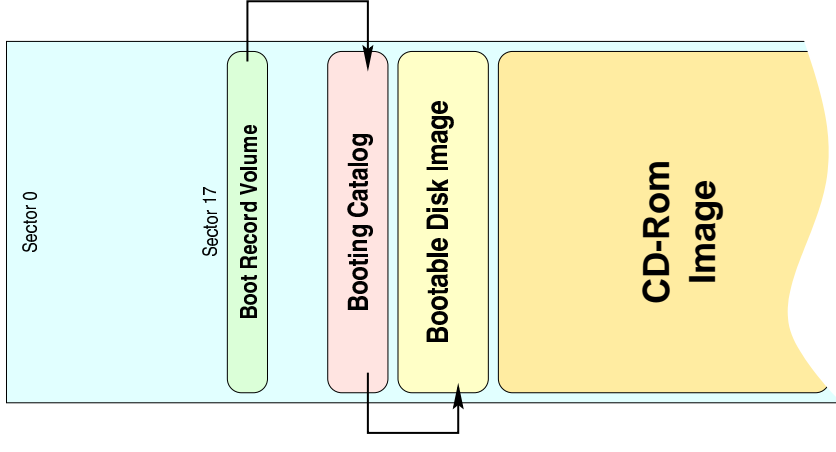 Sector 0
Sector 17
Boot Record Volume
Booting Catalog
Bootable Disk Image
CD-Rom
Image